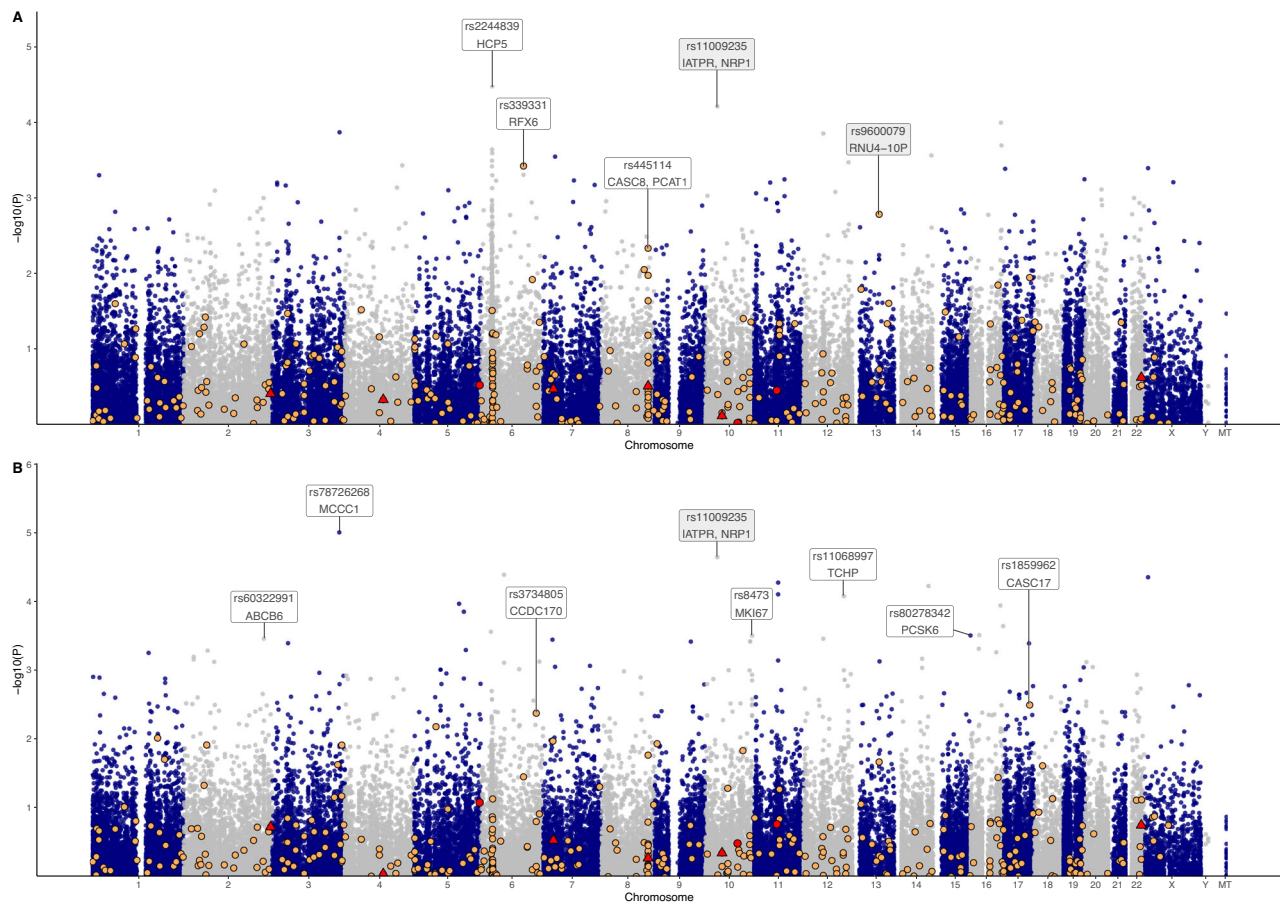 A
rs2244839
HCP5
rs11009235
IATPR, NRP1
rs339331
RFX6
rs9600079
RNU4−10P
rs445114
CASC8, PCAT1
5
4
3
2
1
−log10(P)
1 2 3 4 5 6 7 8 9 10 11 12 13 14 15 16 17 18 19 20 21 22 X Y MT
Chromosome
B
6
rs78726268
MCCC1
rs11009235
IATPR, NRP1
rs11068997
TCHP
rs1859962
CASC17
rs60322991
ABCB6
rs3734805
CCDC170
rs8473
MKI67
rs80278342
PCSK6
5
4
3
2
1
−log10(P)
1 2 3 4 5 6 7 8 9 10 11 12 13 14 15 16 17 18 19 20 21 22 X Y MT
Chromosome